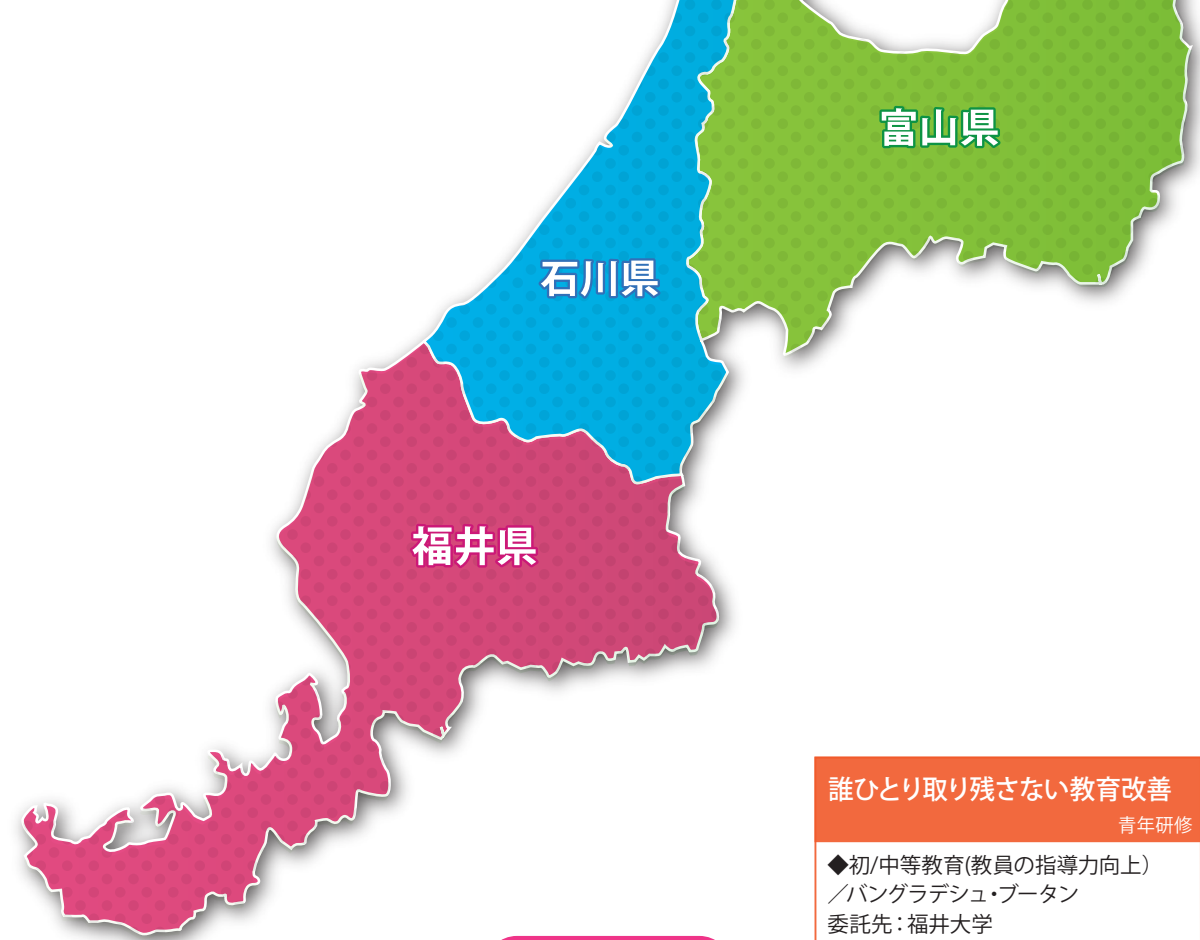 富山県
石川県
福井県
誰ひとり取り残さない教育改善
青年研修
◆初/中等教育(教員の指導力向上）
／バングラデシュ・ブータン
委託先：福井大学